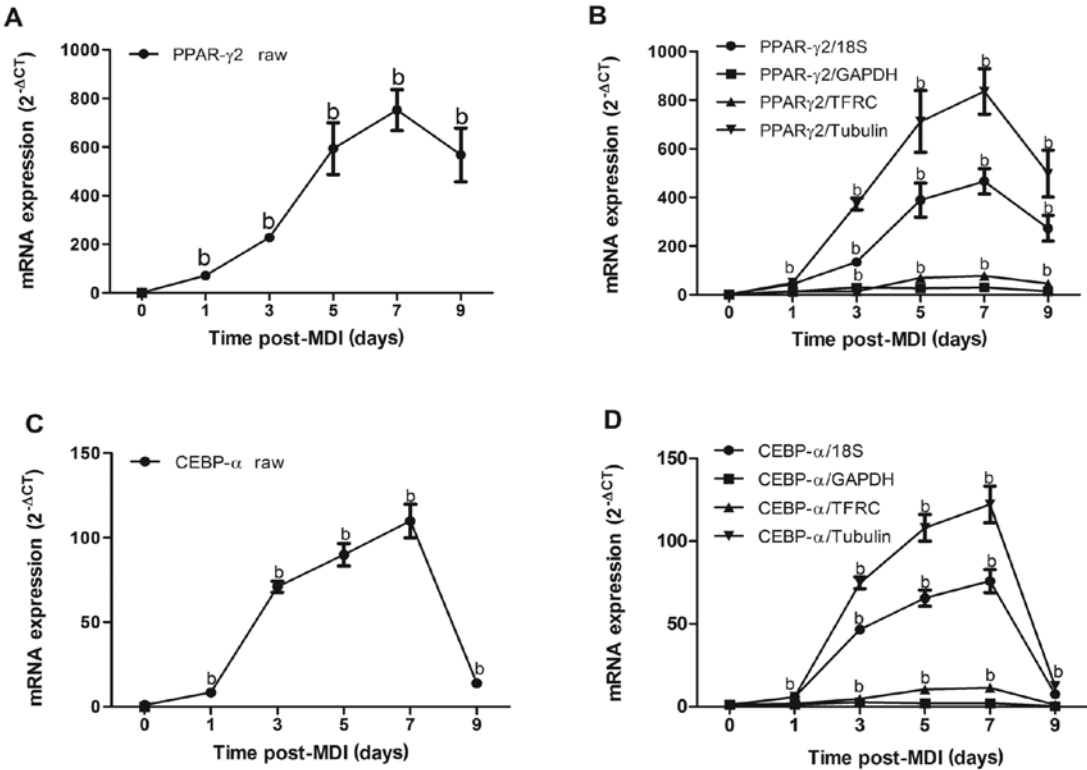 A
PPAR-γ2 raw
mRNA expression (2^-ΔCT)
1000
800
600
400
200
0
b
b
b
b
b
0
1
3
5
7
9
Time post-MDI (days)
B
PPAR-γ2/18S
PPAR-γ2/GAPDH
PPARγ2/TFRC
PPARγ2/Tubulin
mRNA expression (2^-ΔCT)
1000
800
600
400
200
0
b
b
b
b
b
b
b
b
b
b
b
b
b
b
0
1
3
5
7
9
Time post-MDI (days)
C
CEBP-α raw
mRNA expression (2^-ΔCT)
150
100
50
0
b
b
b
b
b
0
1
3
5
7
9
Time post-MDI (days)
D
CEBP-α/18S
CEBP-α/GAPDH
CEBP-α/TFRC
CEBP-α/Tubulin
mRNA expression (2^-ΔCT)
150
100
50
0
b
b
b
b
b
b
b
b
b
b
b
0
1
3
5
7
9
Time post-MDI (days)